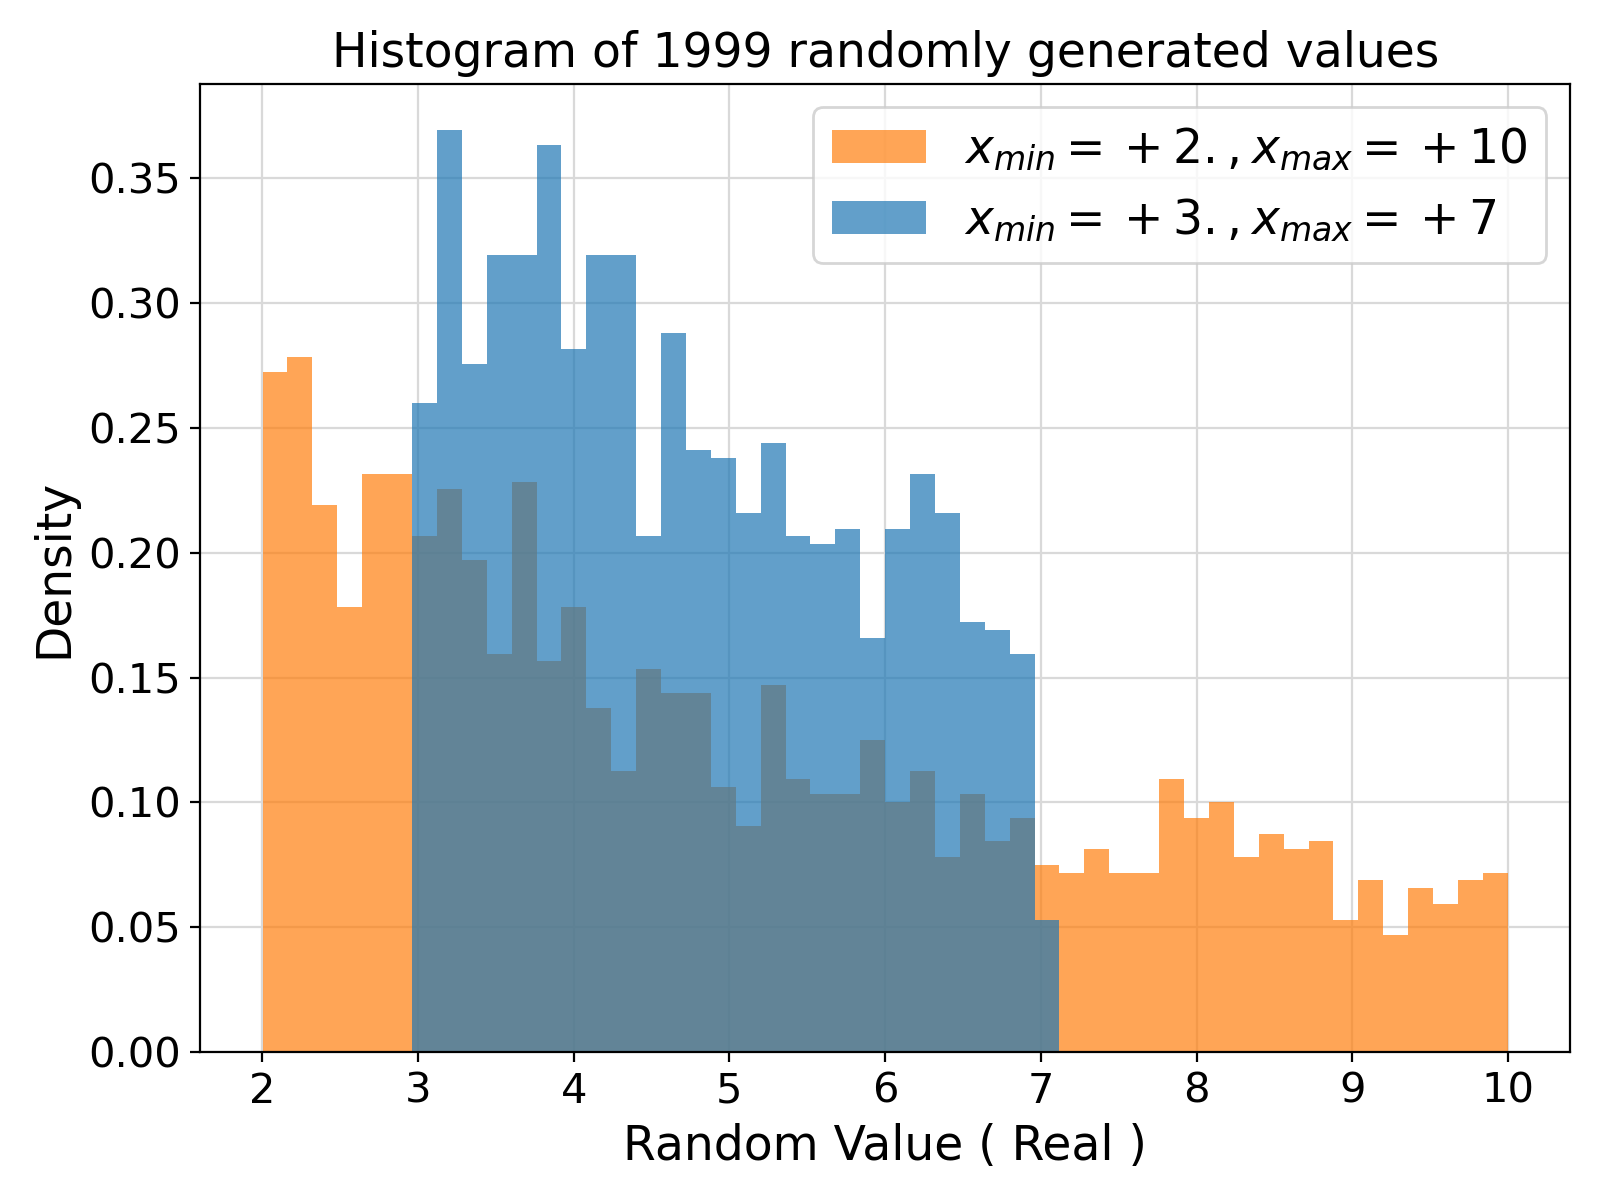 Histogram of 1999 randomly generated values
x_min = +2. , x_max = +10
x_min = +3. , x_max = +7
0.35
0.30
0.25
0.20
0.15
0.10
0.05
0.00
Density
2 3 4 5 6 7 8 9 10
Random Value ( Real )